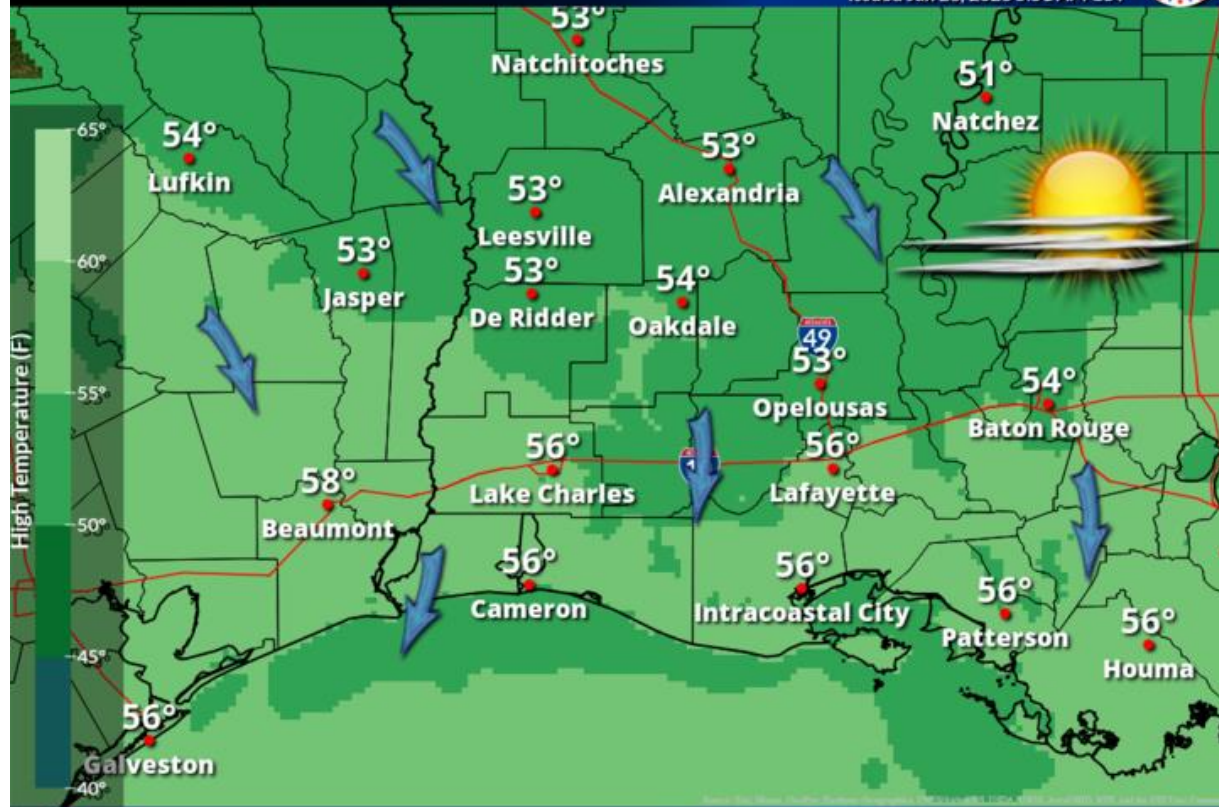 53°
Natchitoches
51°
Natchez
65°
54°
Lufkin
53°
Alexandria
53°
Leesville
60°
53°
Jasper
53°
De Ridder
54°
Oakdale
49
53°
Opelousas
High Temperature (F)
55°
54°
Baton Rouge
56°
Lake Charles
56°
Lafayette
58°
Beaumont
50°
56°
Cameron
56°
Intracoastal City
56°
Patterson
56°
Houma
45°
56°
Galveston
40°